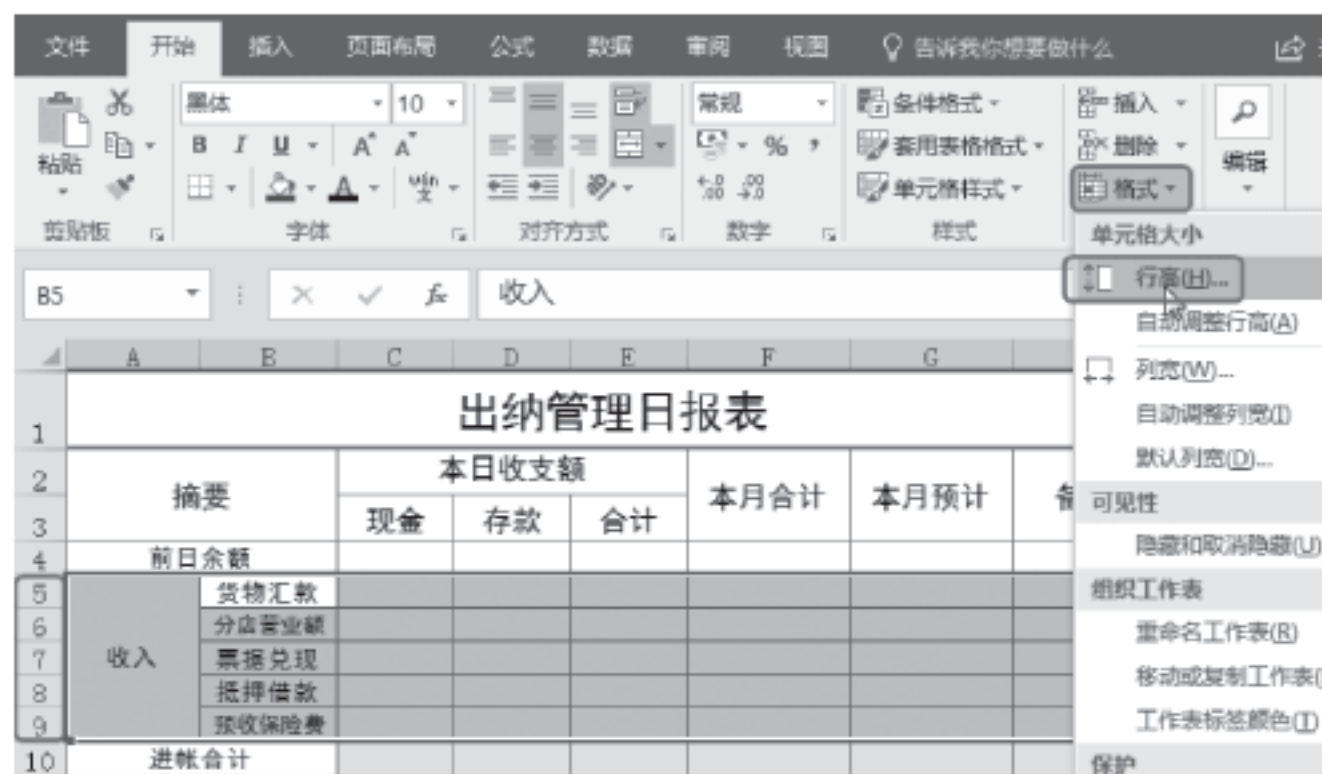 文件 开始 插入 页面布局 公式 数据 审阅 视图 告诉我你想要做什么
黑体 10 常规 条件格式 插入
粘贴 B I U A A % 套用表格格式 删除 编辑
A wén 文 单元格样式 格式
剪贴板 字体 对齐方式 数字 样式
单元格大小
B5 fx 收入
行高(H)...
自动调整行高(A)
列宽(W)...
自动调整列宽(I)
默认列宽(D)...
可见性
隐藏和取消隐藏(U)
组织工作表
重命名工作表(R)
移动或复制工作表(
工作表标签颜色(T)
保护
A B C D E F G
1 出纳管理日报表
2 摘要 本日收支额 本月合计 本月预计 备
3 现金 存款 合计
4 前日余额
5 收入 货物汇款
6 分店营业额
7 票据兑现
8 抵押借款
9 预收保险费
10 进帐合计